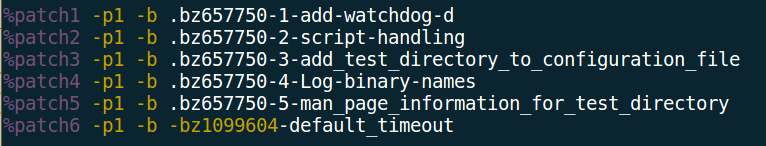 %patch1 -p1 -b .bz657750-1-add-watchdog-d
%patch2 -p1 -b .bz657750-2-script-handling
%patch3 -p1 -b .bz657750-3-add_test_directory_to_configuration_file
%patch4 -p1 -b .bz657750-4-Log-binary-names
%patch5 -p1 -b .bz657750-5-man_page_information_for_test_directory
%patch6 -p1 -b -bz1099604-default_timeout